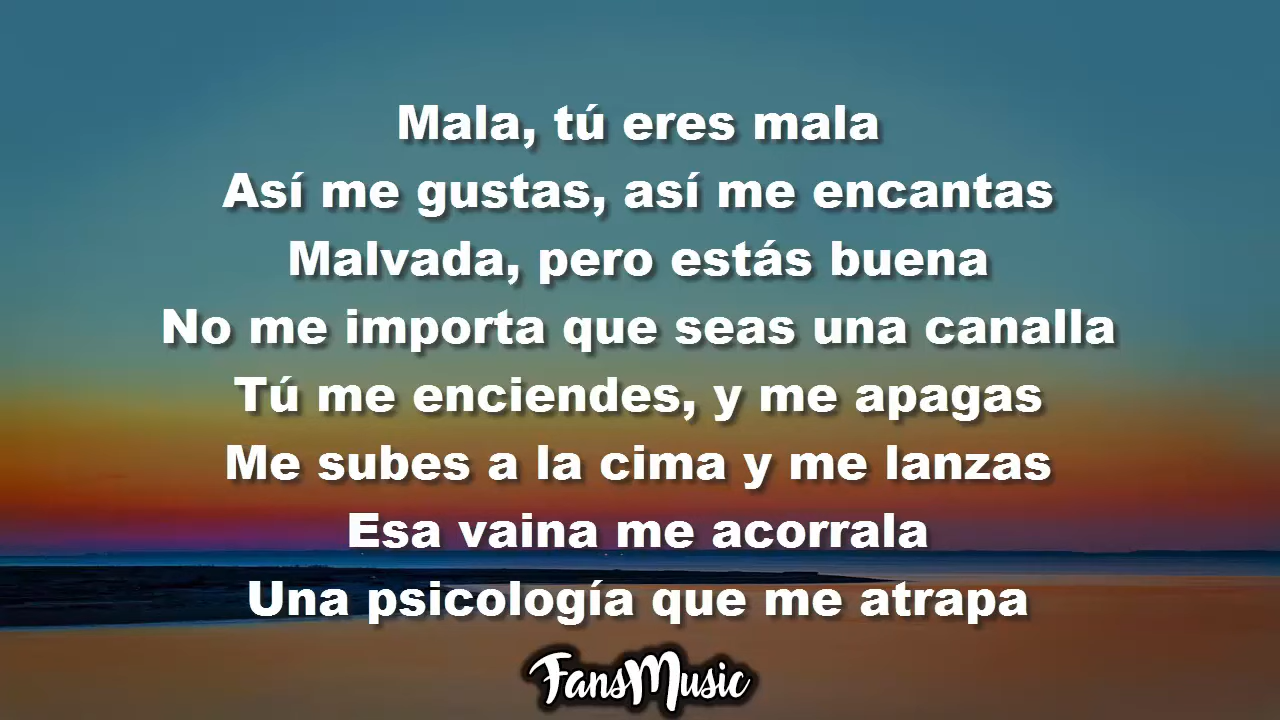 Mala, tú eres mala
Así me gustas, así me encantas
Malvada, pero estás buena
No me importa que seas una canalla
Tú me enciendes, y me apagas
Me subes a la cima y me lanzas
Esa vaina me acorrala
Una psicología que me atrapa
FansMusic